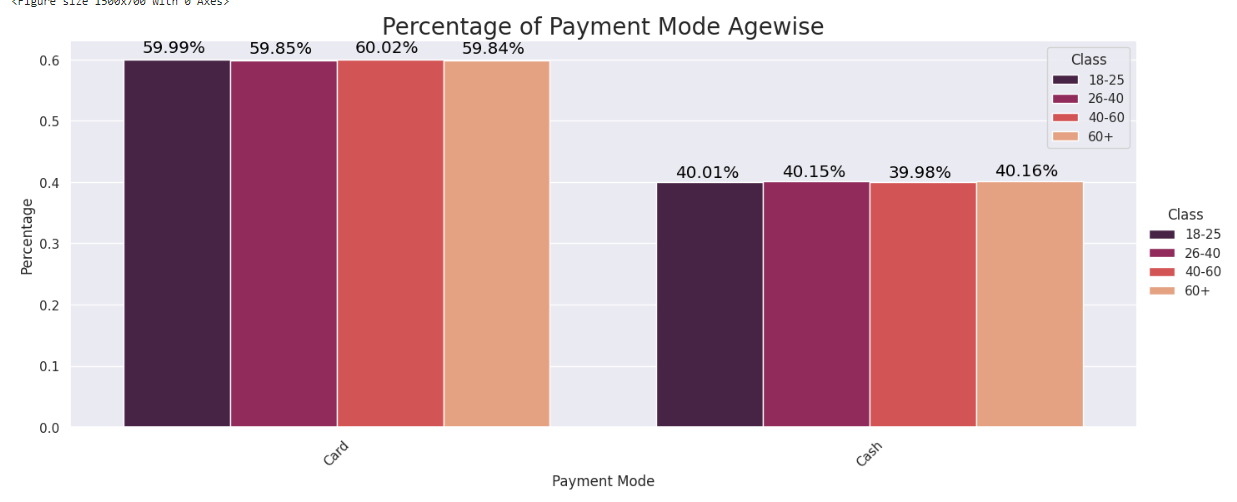 <Figure size 1500x700 with 0 Axes>
Percentage of Payment Mode Agewise
59.99%
59.85%
60.02%
59.84%
40.01%
40.15%
39.98%
40.16%
Class
18-25
26-40
40-60
60+
Class
18-25
26-40
40-60
60+
0.6
0.5
0.4
0.3
0.2
0.1
0.0
Percentage
Card
Cash
Payment Mode